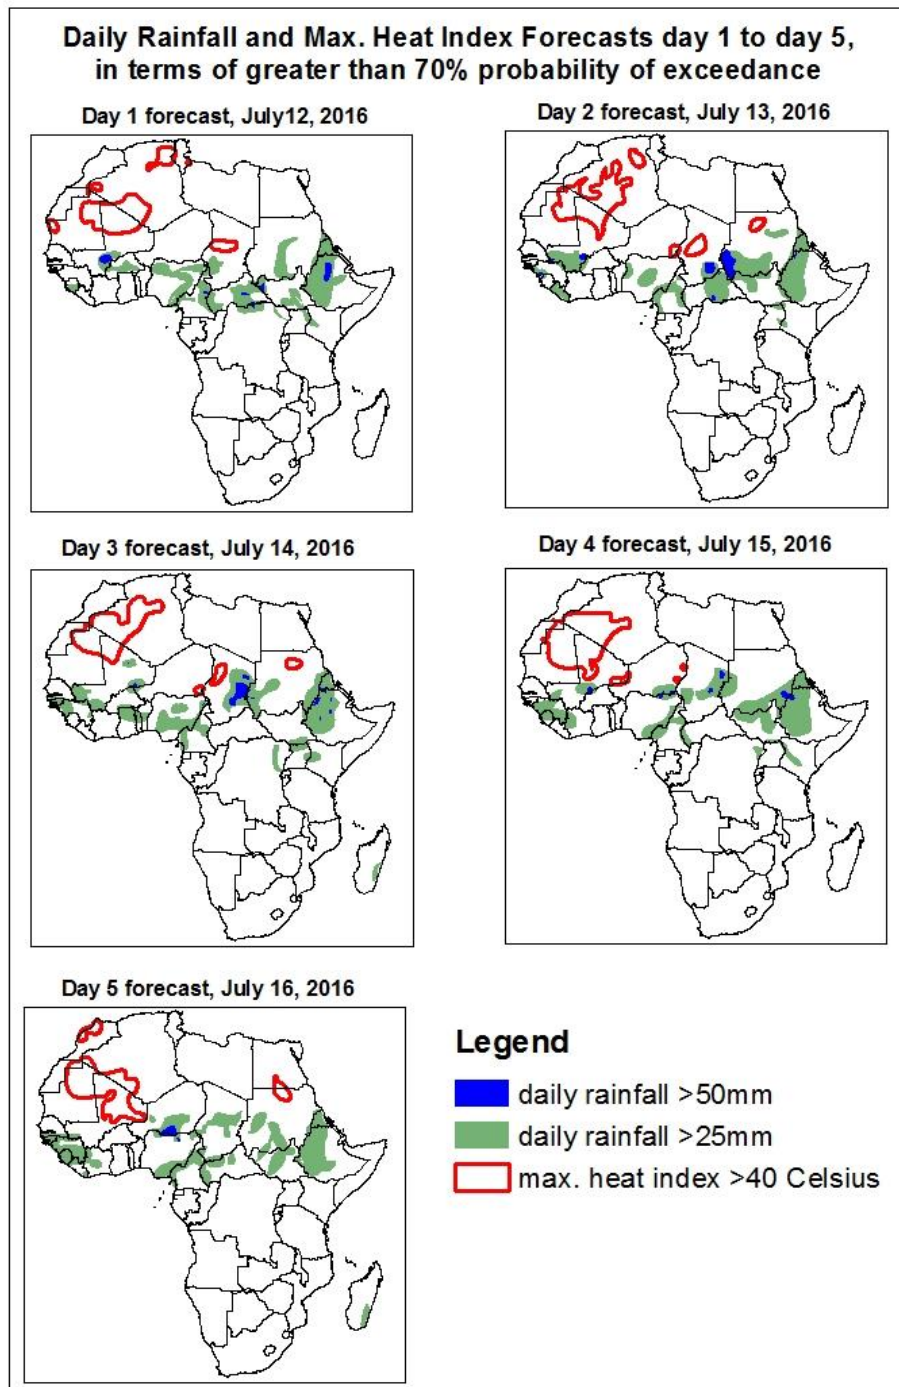 Daily Rainfall and Max. Heat Index Forecasts day 1 to day 5,
in terms of greater than 70% probability of exceedance
Day 1 forecast, July12, 2016
Day 2 forecast, July 13, 2016
Day 3 forecast, July 14, 2016
Day 4 forecast, July 15, 2016
Day 5 forecast, July 16, 2016
Legend
daily rainfall >50mm
daily rainfall >25mm
max. heat index >40 Celsius